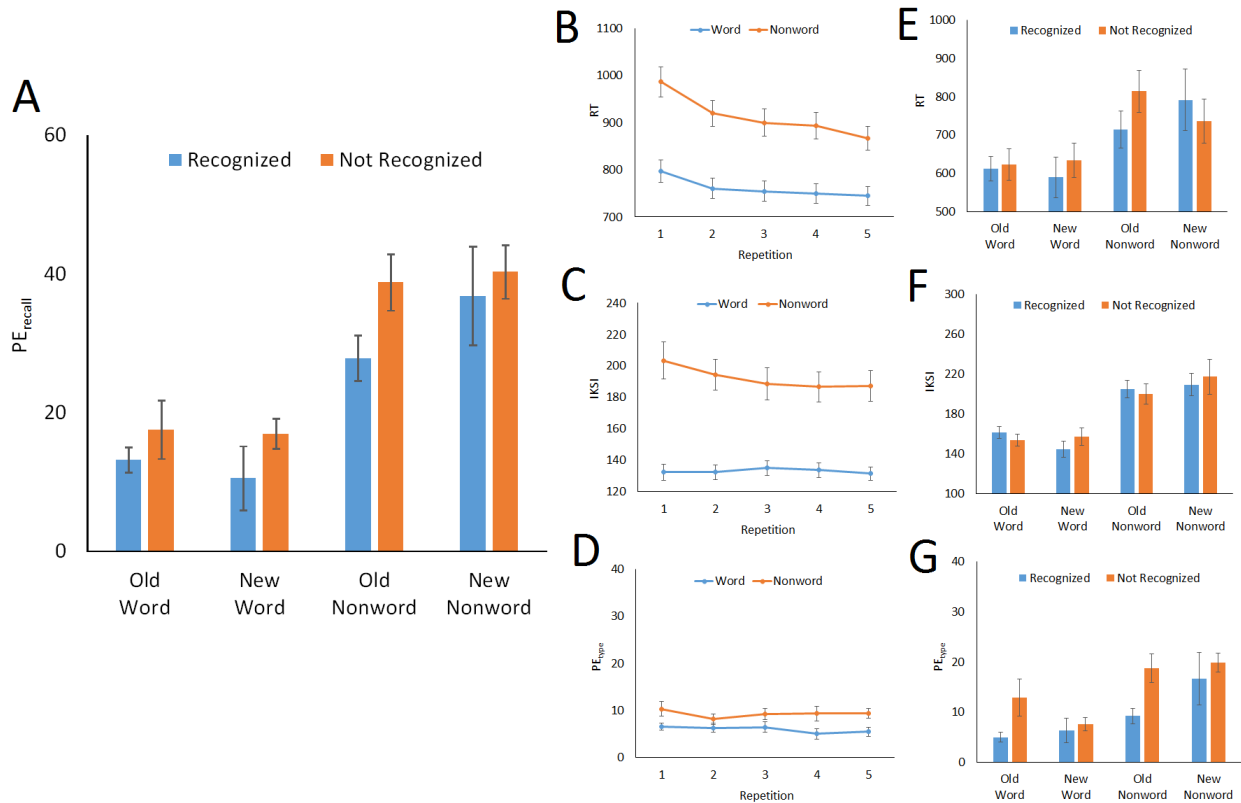 A
60
40
20
0
PErecall
Recognized Not Recognized
Old Word
New Word
Old Nonword
New Nonword
B
1100
1000
900
800
700
RT
Word Nonword
1 2 3 4 5
Repetition
C
240
220
200
180
160
140
120
IKSI
Word Nonword
1 2 3 4 5
Repetition
D
40
30
20
10
0
PEtype
Word Nonword
1 2 3 4 5
Repetition
E
1000
900
800
700
600
500
RT
Recognized Not Recognized
Old Word
New Word
Old Nonword
New Nonword
F
300
260
220
180
140
100
IKSI
Recognized Not Recognized
Old Word
New Word
Old Nonword
New Nonword
G
40
30
20
10
0
PEtype
Recognized Not Recognized
Old Word
New Word
Old Nonword
New Nonword